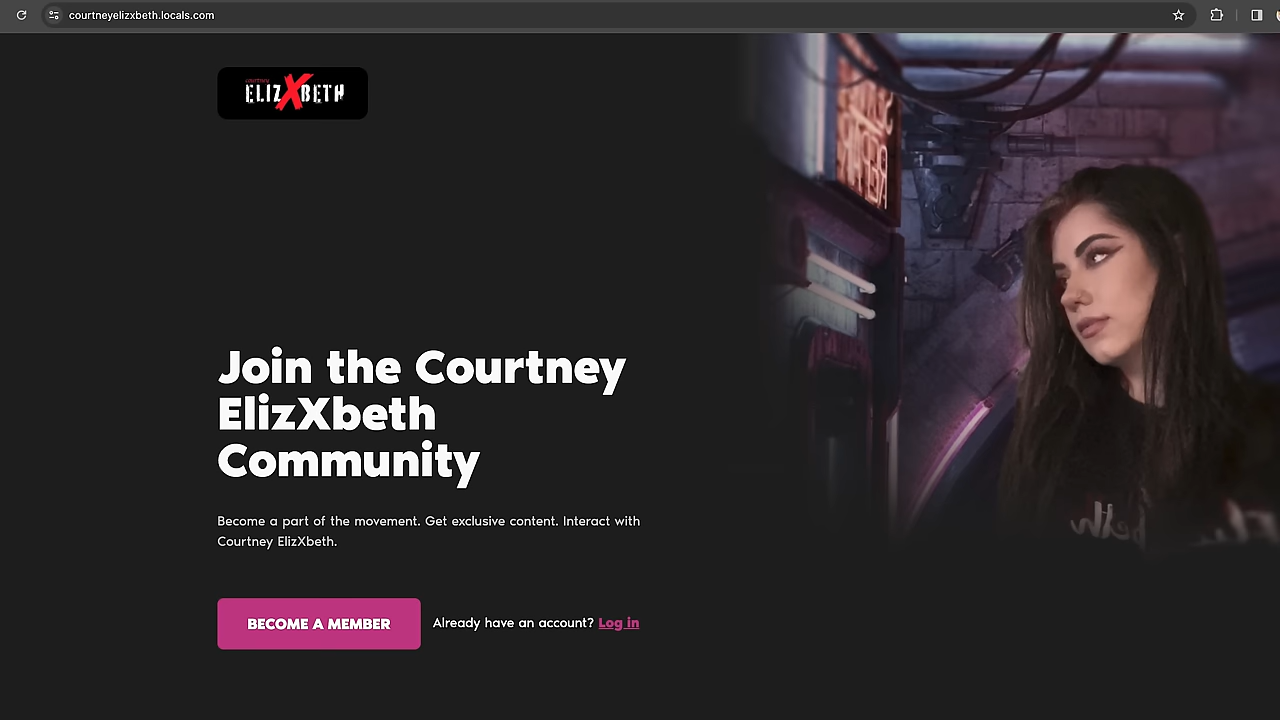 courtneyelizxbeth.locals.com
COURTNEY
ELIZXBETH
Join the Courtney
ElizXbeth
Community
Become a part of the movement. Get exclusive content. Interact with
Courtney ElizXbeth.
BECOME A MEMBER
Already have an account? Log in